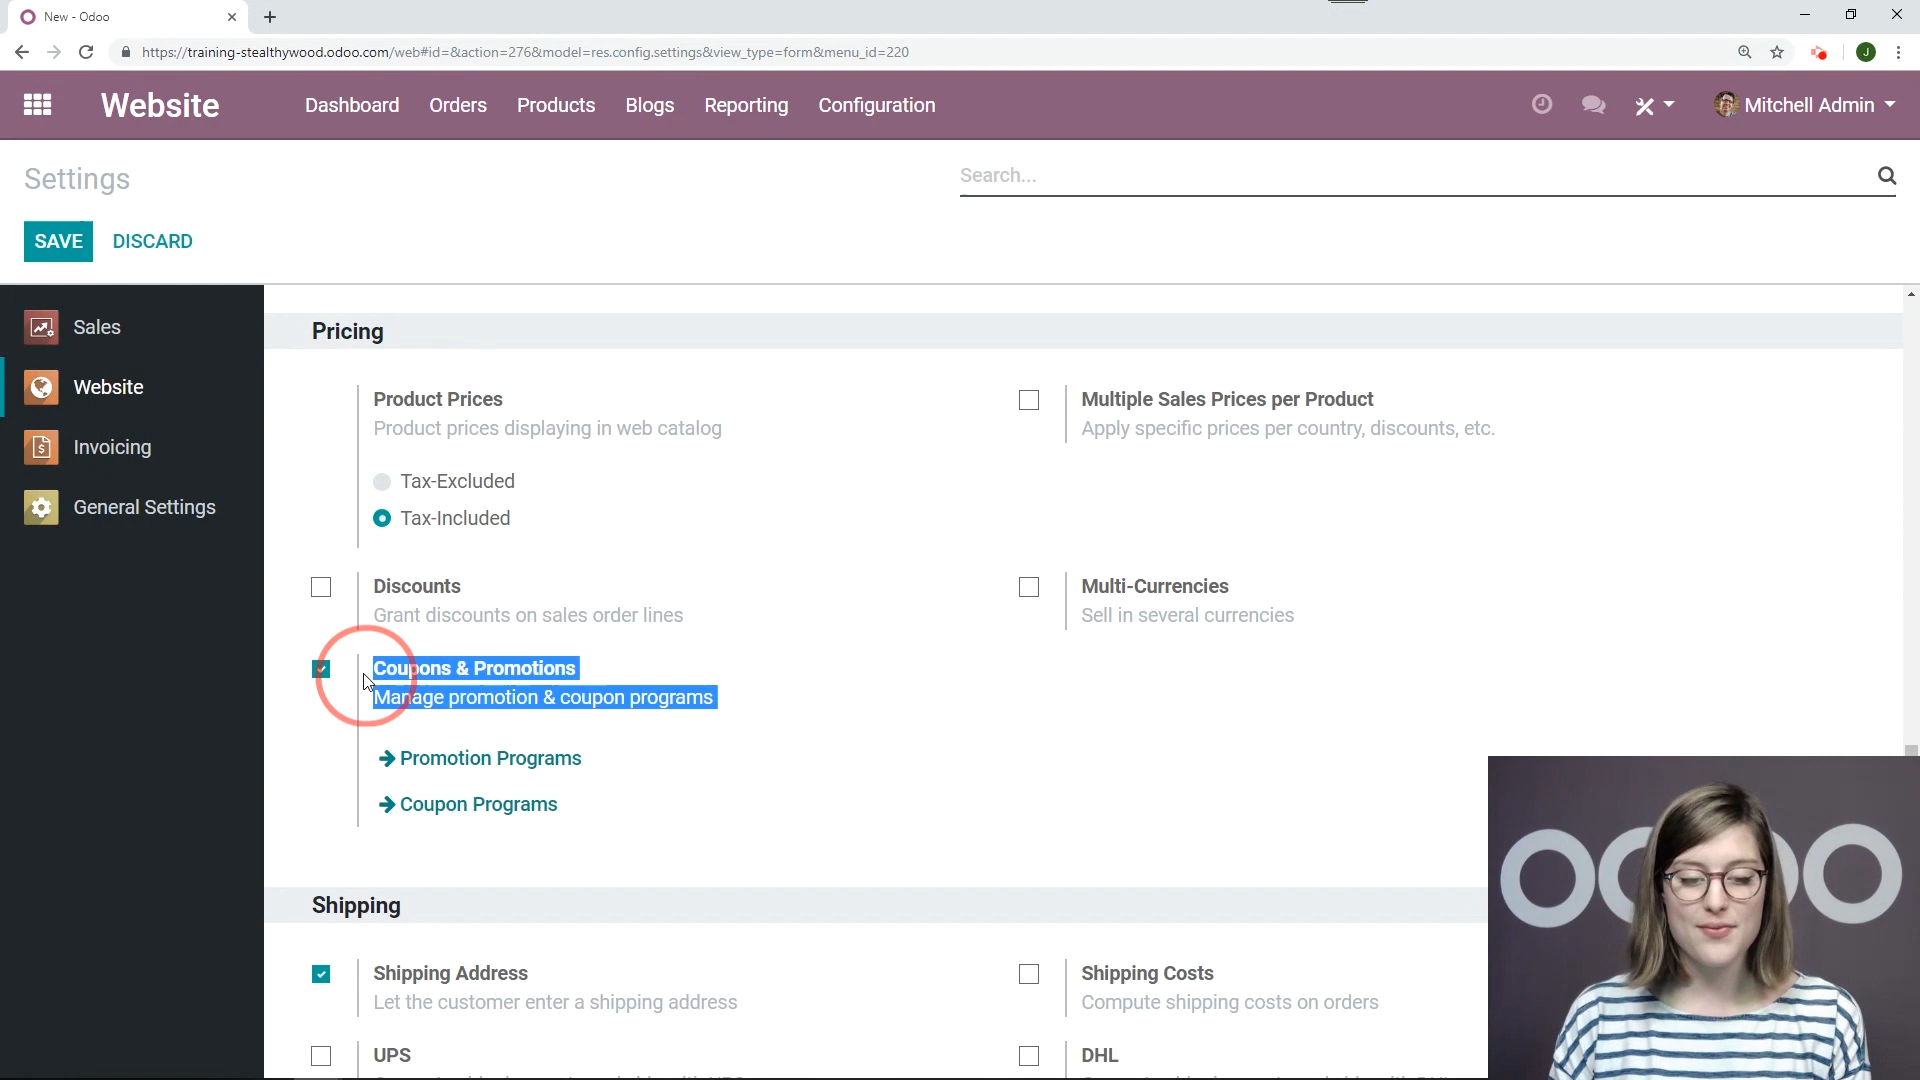 New - Odoo
https://training-stealthywood.odoo.com/web#id=&action=276&model=res.config.settings&view_type=form&menu_id=220
J
Website
Dashboard Orders Products Blogs Reporting Configuration
Mitchell Admin
Settings
Search...
SAVE DISCARD
Sales
Website
Invoicing
General Settings
Pricing
Product Prices
Product prices displaying in web catalog
Tax-Excluded
Tax-Included
Multiple Sales Prices per Product
Apply specific prices per country, discounts, etc.
Discounts
Grant discounts on sales order lines
Multi-Currencies
Sell in several currencies
Coupons & Promotions
Manage promotion & coupon programs
Promotion Programs
Coupon Programs
Shipping
Shipping Address
Let the customer enter a shipping address
Shipping Costs
Compute shipping costs on orders
UPS
DHL